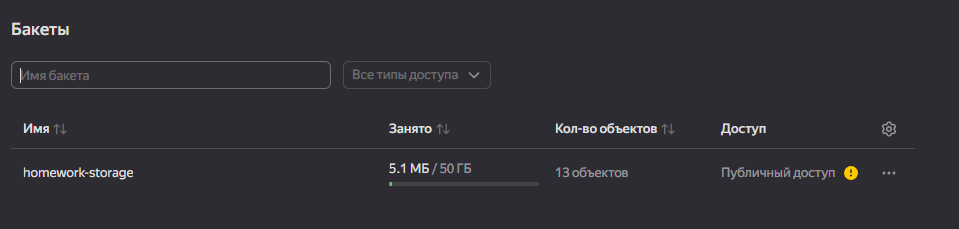 Бакеты
Имя бакета
Все типы доступа
Имя Занято Кол-во объектов Доступ
homework-storage 5.1 МБ / 50 ГБ 13 объектов Публичный доступ